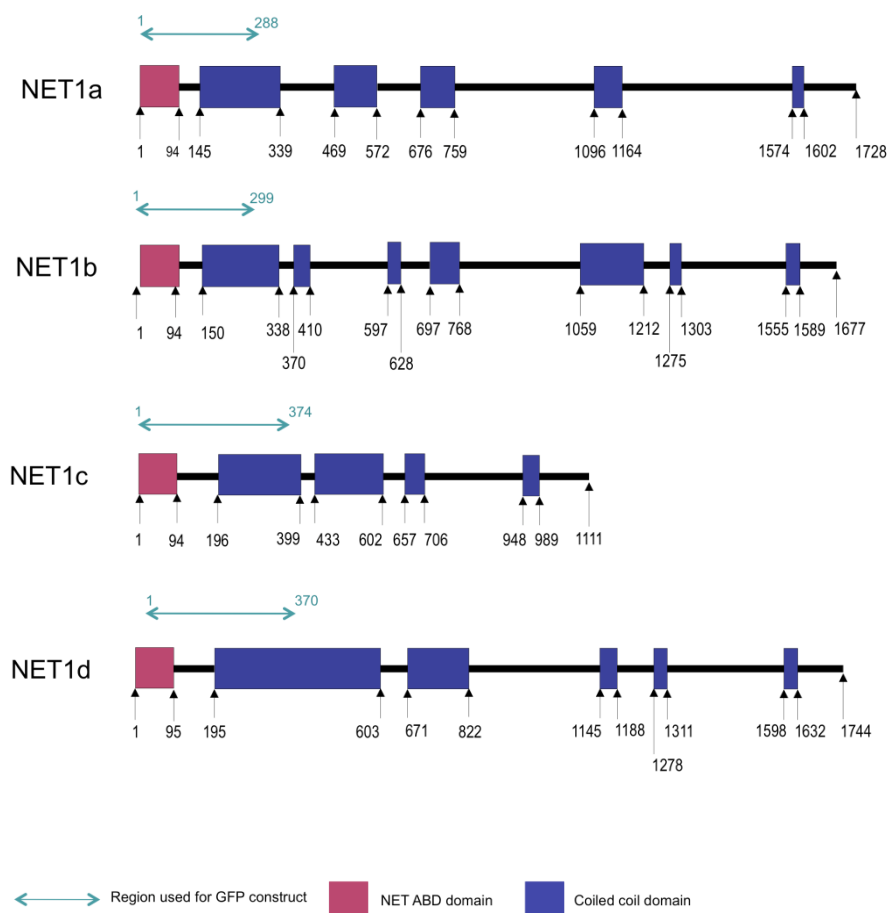 1 288
NET1a
1 94 145 339 469 572 676 759 1096 1164 1574 1602 1728
1 299
NET1b
1 94 150 338 410 597 697 768 1059 1212 1303 1555 1589 1677
370 628 1275
1 374
NET1c
1 94 196 399 433 602 657 706 948 989 1111
1 370
NET1d
1 95 195 603 671 822 1145 1188 1311 1598 1632 1744
1278
Region used for GFP construct NET ABD domain Coiled coil domain